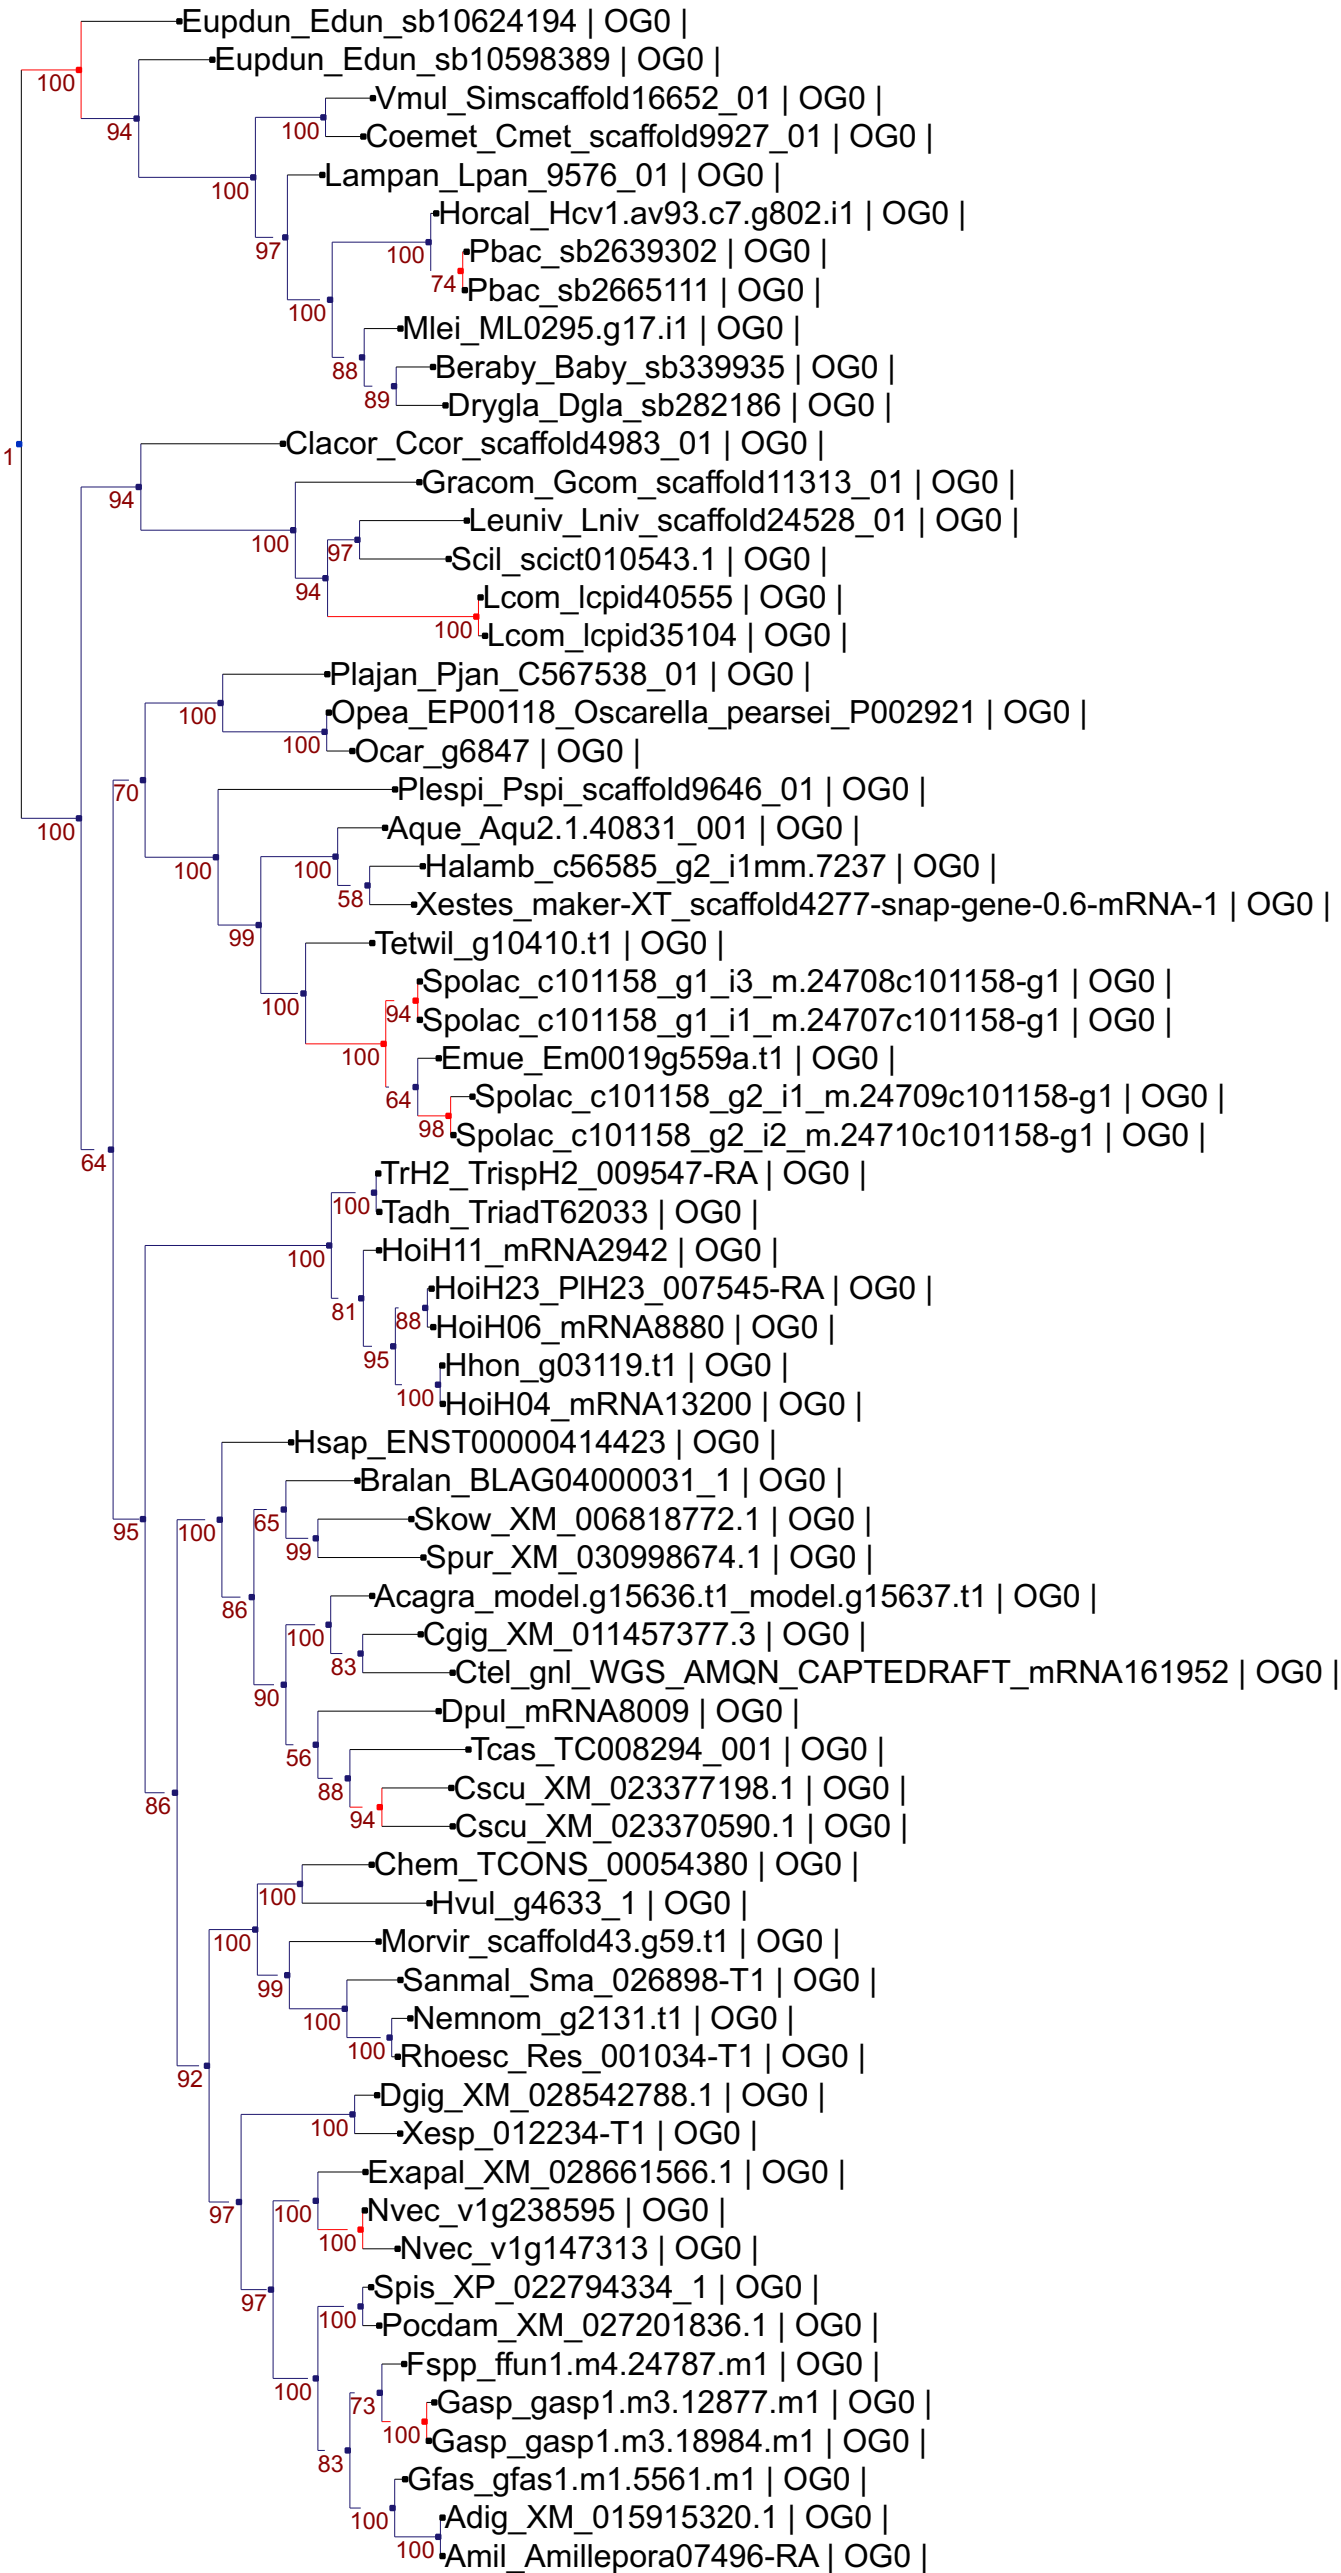 Eupdun_Edun_sb10624194 | OG0 |
Eupdun_Edun_sb10598389 | OG0 |
100
Vmul_Simscaffold16652_01 | OG0 |
94
100
Coemet_Cmet_scaffold9927_01 | OG0 |
Lampan_Lpan_9576_01 | OG0 |
100
Horcal_Hcv1.av93.c7.g802.i1 | OG0 |
97
100
Pbac_sb2639302 | OG0 |
74
Pbac_sb2665111 | OG0 |
100
Mlei_ML0295.g17.i1 | OG0 |
88
Beraby_Baby_sb339935 | OG0 |
89
Drygla_Dgla_sb282186 | OG0 |
1
Clacor_Ccor_scaffold4983_01 | OG0 |
94
Gracom_Gcom_scaffold11313_01 | OG0 |
Leuniv_Lniv_scaffold24528_01 | OG0 |
100
97
Scil_scict010543.1 | OG0 |
94
Lcom_lcpid40555 | OG0 |
100
Lcom_lcpid35104 | OG0 |
Plajan_Pjan_C567538_01 | OG0 |
100
Opea_EP00118_Oscarella_pearsei_P002921 | OG0 |
100
Ocar_g6847 | OG0 |
70
Plespi_Pspi_scaffold9646_01 | OG0 |
100
Aque_Aqu2.1.40831_001 | OG0 |
100
100
Halamb_c56585_g2_i1mm.7237 | OG0 |
58
Xestes_maker-XT_scaffold4277-snap-gene-0.6-mRNA-1 | OG0 |
99
Tetwil_g10410.t1 | OG0 |
Spolac_c101158_g1_i3_m.24708c101158-g1 | OG0 |
100
94
Spolac_c101158_g1_i1_m.24707c101158-g1 | OG0 |
100
Emue_Em0019g559a.t1 | OG0 |
64
Spolac_c101158_g2_i1_m.24709c101158-g1 | OG0 |
98
Spolac_c101158_g2_i2_m.24710c101158-g1 | OG0 |
64
TrH2_TrispH2_009547-RA | OG0 |
100
Tadh_TriadT62033 | OG0 |
100
HoiH11_mRNA2942 | OG0 |
81
HoiH23_PlH23_007545-RA | OG0 |
88
HoiH06_mRNA8880 | OG0 |
95
Hhon_g03119.t1 | OG0 |
100
HoiH04_mRNA13200 | OG0 |
Hsap_ENST00000414423 | OG0 |
Bralan_BLAG04000031_1 | OG0 |
95
100
65
Skow_XM_006818772.1 | OG0 |
99
Spur_XM_030998674.1 | OG0 |
86
Acagra_model.g15636.t1_model.g15637.t1 | OG0 |
100
Cgig_XM_011457377.3 | OG0 |
83
Ctel_gnl_WGS_AMQN_CAPTEDRAFT_mRNA161952 | OG0 |
90
Dpul_mRNA8009 | OG0 |
56
Tcas_TC008294_001 | OG0 |
88
Cscu_XM_023377198.1 | OG0 |
86
94
Cscu_XM_023370590.1 | OG0 |
Chem_TCONS_00054380 | OG0 |
100
Hvul_g4633_1 | OG0 |
100
Morvir_scaffold43.g59.t1 | OG0 |
99
Sanmal_Sma_026898-T1 | OG0 |
100
Nemnom_g2131.t1 | OG0 |
100
Rhoesc_Res_001034-T1 | OG0 |
92
Dgig_XM_028542788.1 | OG0 |
100
Xesp_012234-T1 | OG0 |
Exapal_XM_028661566.1 | OG0 |
97
100
Nvec_v1g238595 | OG0 |
100
Nvec_v1g147313 | OG0 |
97
Spis_XP_022794334_1 | OG0 |
100
Pocdam_XM_027201836.1 | OG0 |
Fspp_ffun1.m4.24787.m1 | OG0 |
100
73
Gasp_gasp1.m3.12877.m1 | OG0 |
100
Gasp_gasp1.m3.18984.m1 | OG0 |
83
Gfas_gfas1.m1.5561.m1 | OG0 |
100
Adig_XM_015915320.1 | OG0 |
100
Amil_Amillepora07496-RA | OG0 |